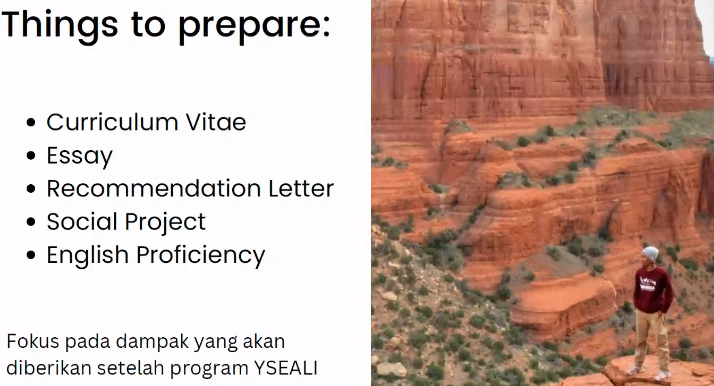 Things to prepare:
• Curriculum Vitae
• Essay
• Recommendation Letter
• Social Project
• English Proficiency
Fokus pada dampak yang akan
diberikan setelah program YSEALI